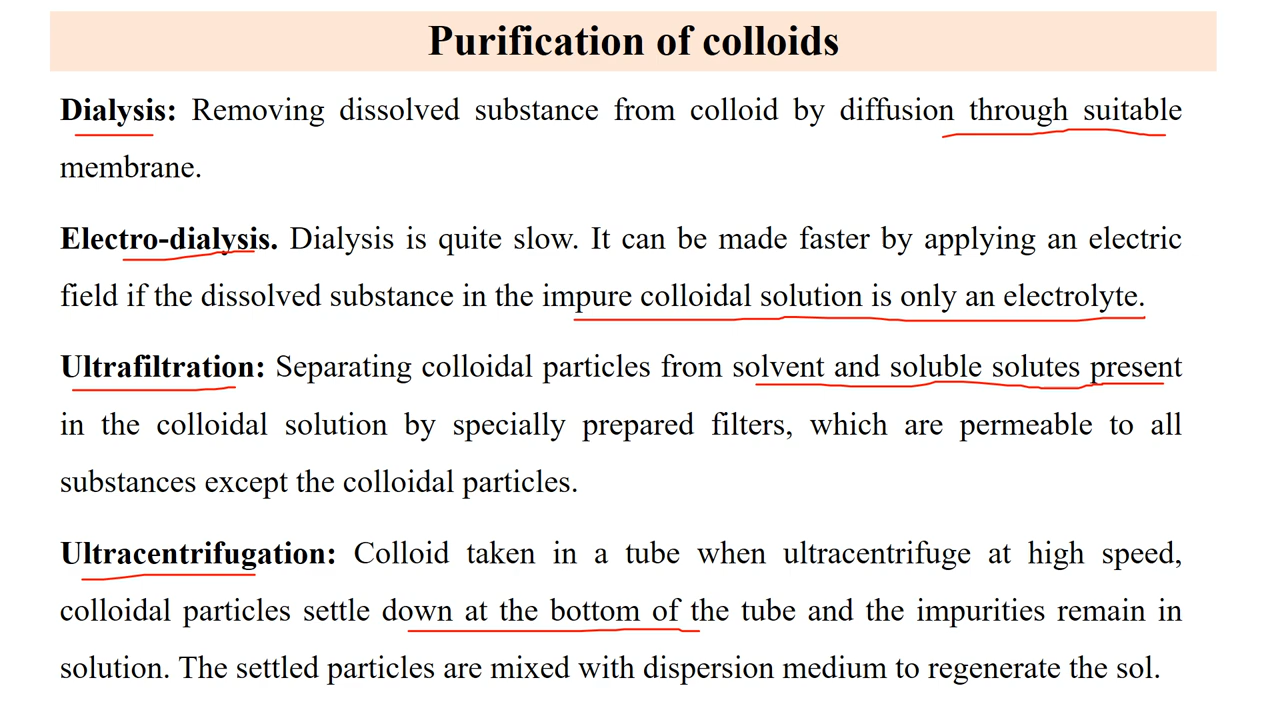 Purification of colloids
Dialysis: Removing dissolved substance from colloid by diffusion through suitable
membrane.
Electro-dialysis. Dialysis is quite slow. It can be made faster by applying an electric
field if the dissolved substance in the impure colloidal solution is only an electrolyte.
Ultrafiltration: Separating colloidal particles from solvent and soluble solutes present
in the colloidal solution by specially prepared filters, which are permeable to all
substances except the colloidal particles.
Ultracentrifugation: Colloid taken in a tube when ultracentrifuge at high speed,
colloidal particles settle down at the bottom of the tube and the impurities remain in
solution. The settled particles are mixed with dispersion medium to regenerate the sol.